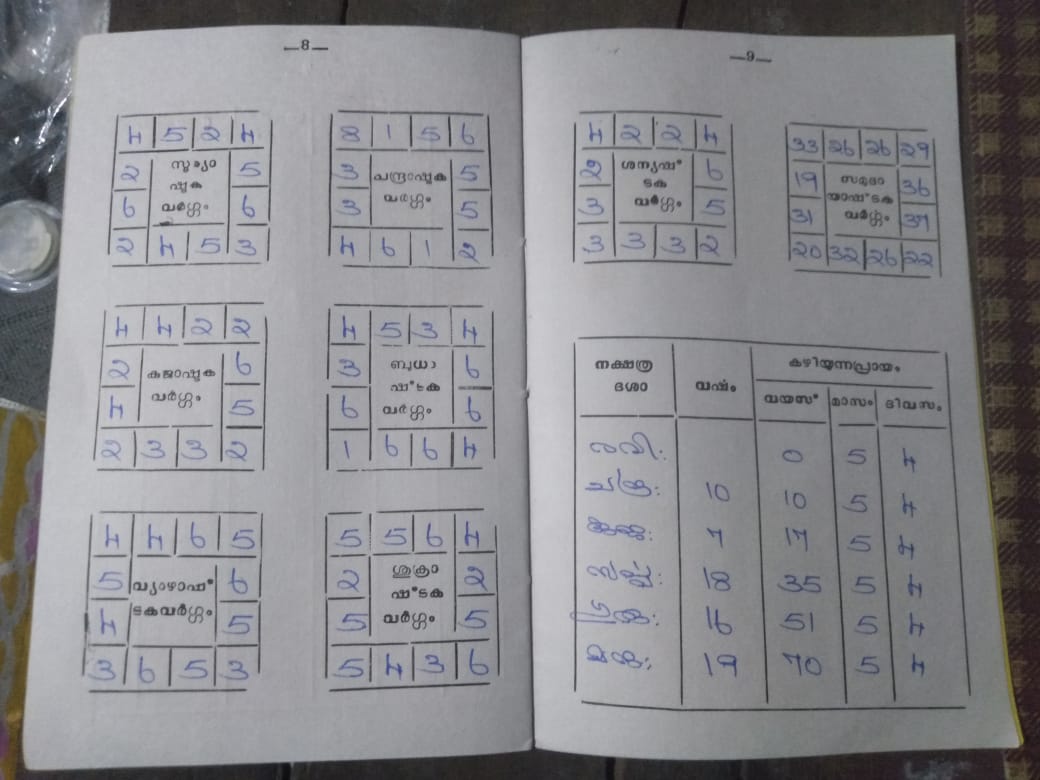 —8—
4 5 2 4
2 സൂര്യാ 5
ഷ്ടക
6 വർഗ്ഗം 6
2 4 5 3
3 1 5 6
3 ചന്ദ്രാഷ്ടക 5
3 വർഗ്ഗം 5
4 6 1 2
4 4 2 2
2 കുജാഷ്ടക 6
4 വർഗ്ഗം 5
2 3 3 2
4 5 3 4
3 ബുധാ 6
ഷ്ടക
6 വർഗ്ഗം 6
1 6 6 4
4 4 6 5
5 വ്യാഴാഷ് 6
4 ടകവർഗ്ഗം 5
3 6 5 3
5 5 6 4
2 ശുക്രാ 2
ഷ്ടക
5 വർഗ്ഗം 5
5 4 3 6
—9—
4 2 2 4
2 ശന്യഷ് 6
ടക
3 വർഗ്ഗം 5
3 3 3 2
33 26 26 29
19 സമുദാ 36
യാഷ്ടക
31 വർഗ്ഗം 37
20 32 26 22
നക്ഷത്ര ദശാ വർഷം കഴിയുന്നപ്രായം
വയസ് മാസം ദിവസം
രവി: 0 5 4
ചന്ദ്ര: 10 10 5 4
കുജ: 7 17 5 4
സർപ്പ: 18 35 5 4
ഗുരു: 16 51 5 4
മന്ദ: 19 70 5 4